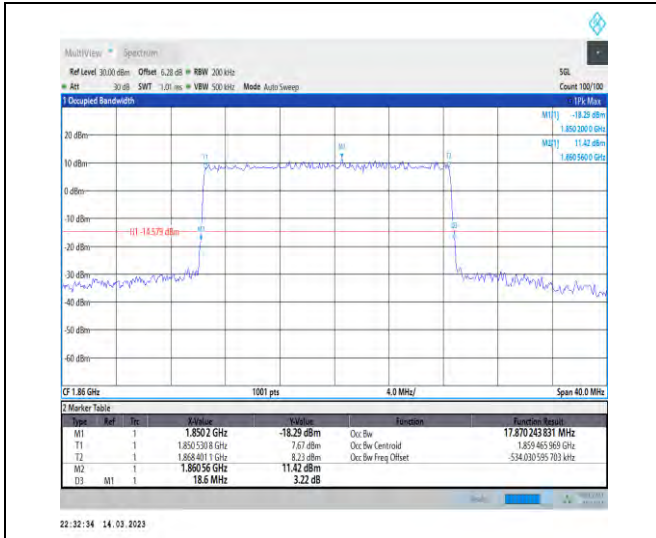 MultiView Spectrum
Ref Level 30.00 dBm Offset 6.28 dB RBW 200 kHz SGL
Att 30 dB SWT 1.01 ms VBW 500 kHz Mode Auto Sweep Count 100/100
1 Occupied Bandwidth 1Pk Max
M1[1] -18.29 dBm
1.850 200 0 GHz
M2[1] 11.42 dBm
1.860 560 0 GHz
20 dBm
M2
T1 T2
10 dBm
0 dBm
-10 dBm
H1 -14.579 dBm M1 D3
-20 dBm
-30 dBm
-40 dBm
-50 dBm
-60 dBm
CF 1.86 GHz 1001 pts 4.0 MHz/ Span 40.0 MHz
2 Marker Table
Type Ref Trc X-Value Y-Value Function Function Result
M1 1 1.850 2 GHz -18.29 dBm Occ Bw 17.870 243 831 MHz
T1 1 1.850 530 8 GHz 7.67 dBm Occ Bw Centroid 1.859 465 969 GHz
T2 1 1.868 401 1 GHz 8.23 dBm Occ Bw Freq Offset -534.030 595 703 kHz
M2 1 1.860 56 GHz 11.42 dBm
D3 M1 1 18.6 MHz 3.22 dB
22:32:34 14.03.2023